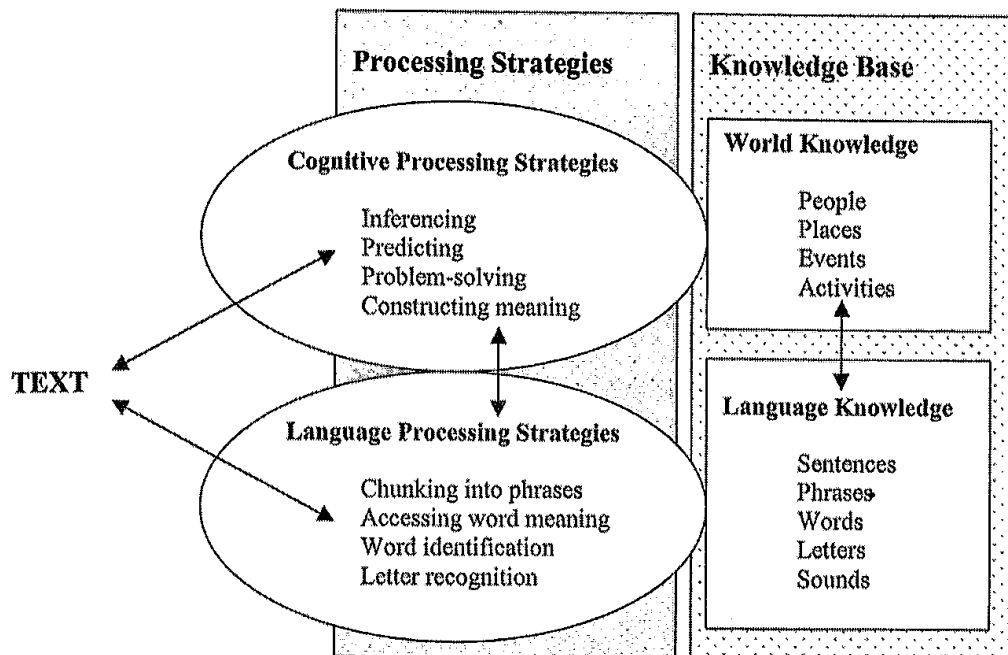 Processing Strategies
Knowledge Base
Cognitive Processing Strategies
Inferencing
Predicting
Problem-solving
Constructing meaning
World Knowledge
People
Places
Events
Activities
TEXT
Language Processing Strategies
Chunking into phrases
Accessing word meaning
Word identification
Letter recognition
Language Knowledge
Sentences
Phrases
Words
Letters
Sounds